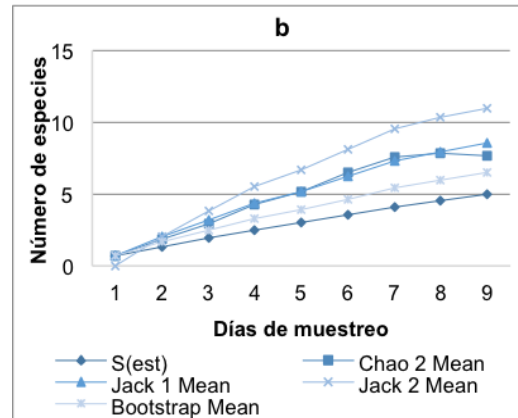 b
15
10
5
0
Número de especies
1 2 3 4 5 6 7 8 9
Días de muestreo
S(est) Chao 2 Mean
Jack 1 Mean Jack 2 Mean
Bootstrap Mean